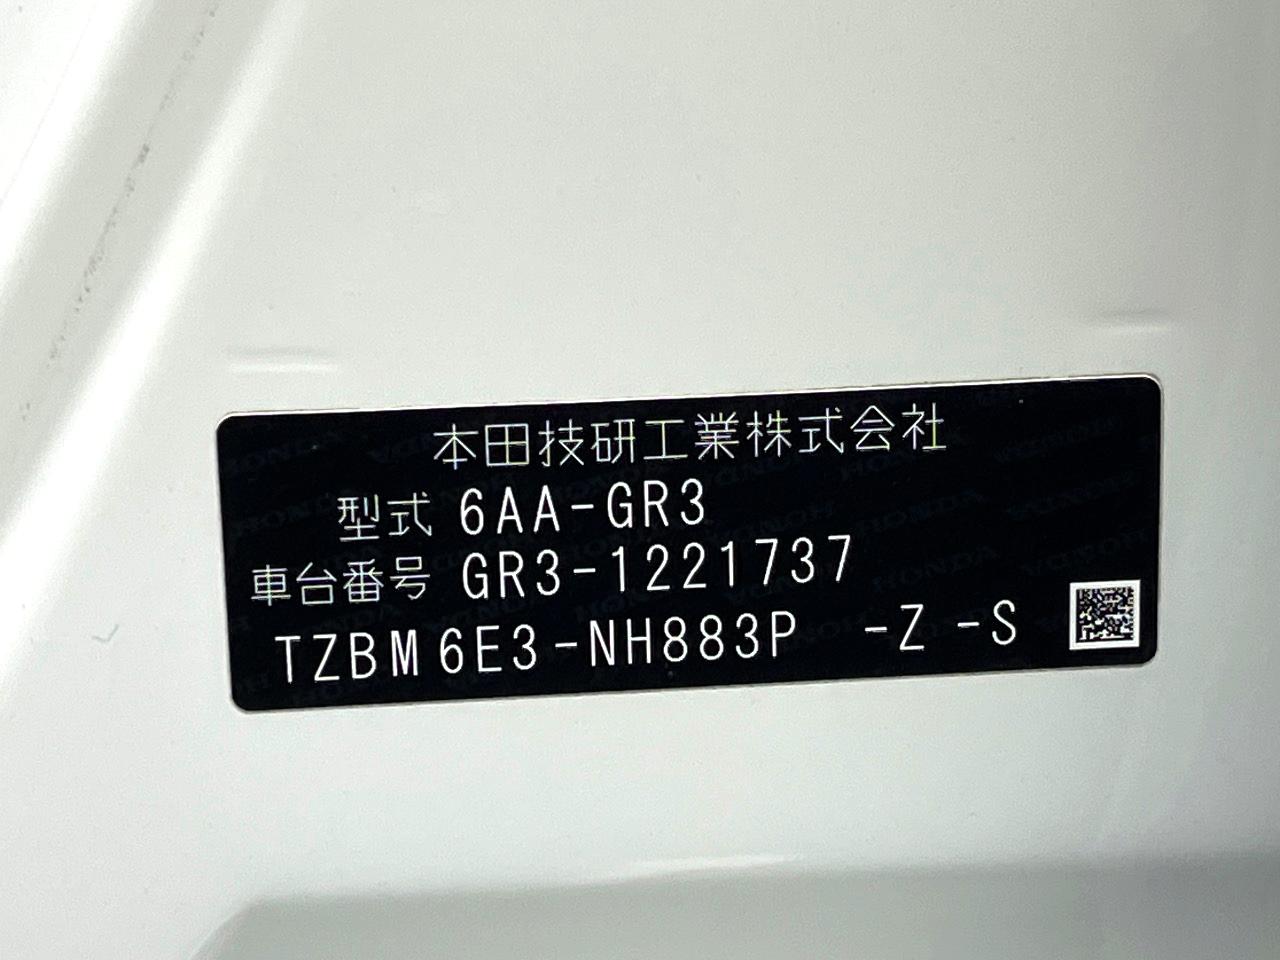 本田技研工業株式会社
型式 6AA-GR3
車台番号 GR3-1221737
TZBM6E3-NH883P -Z -S